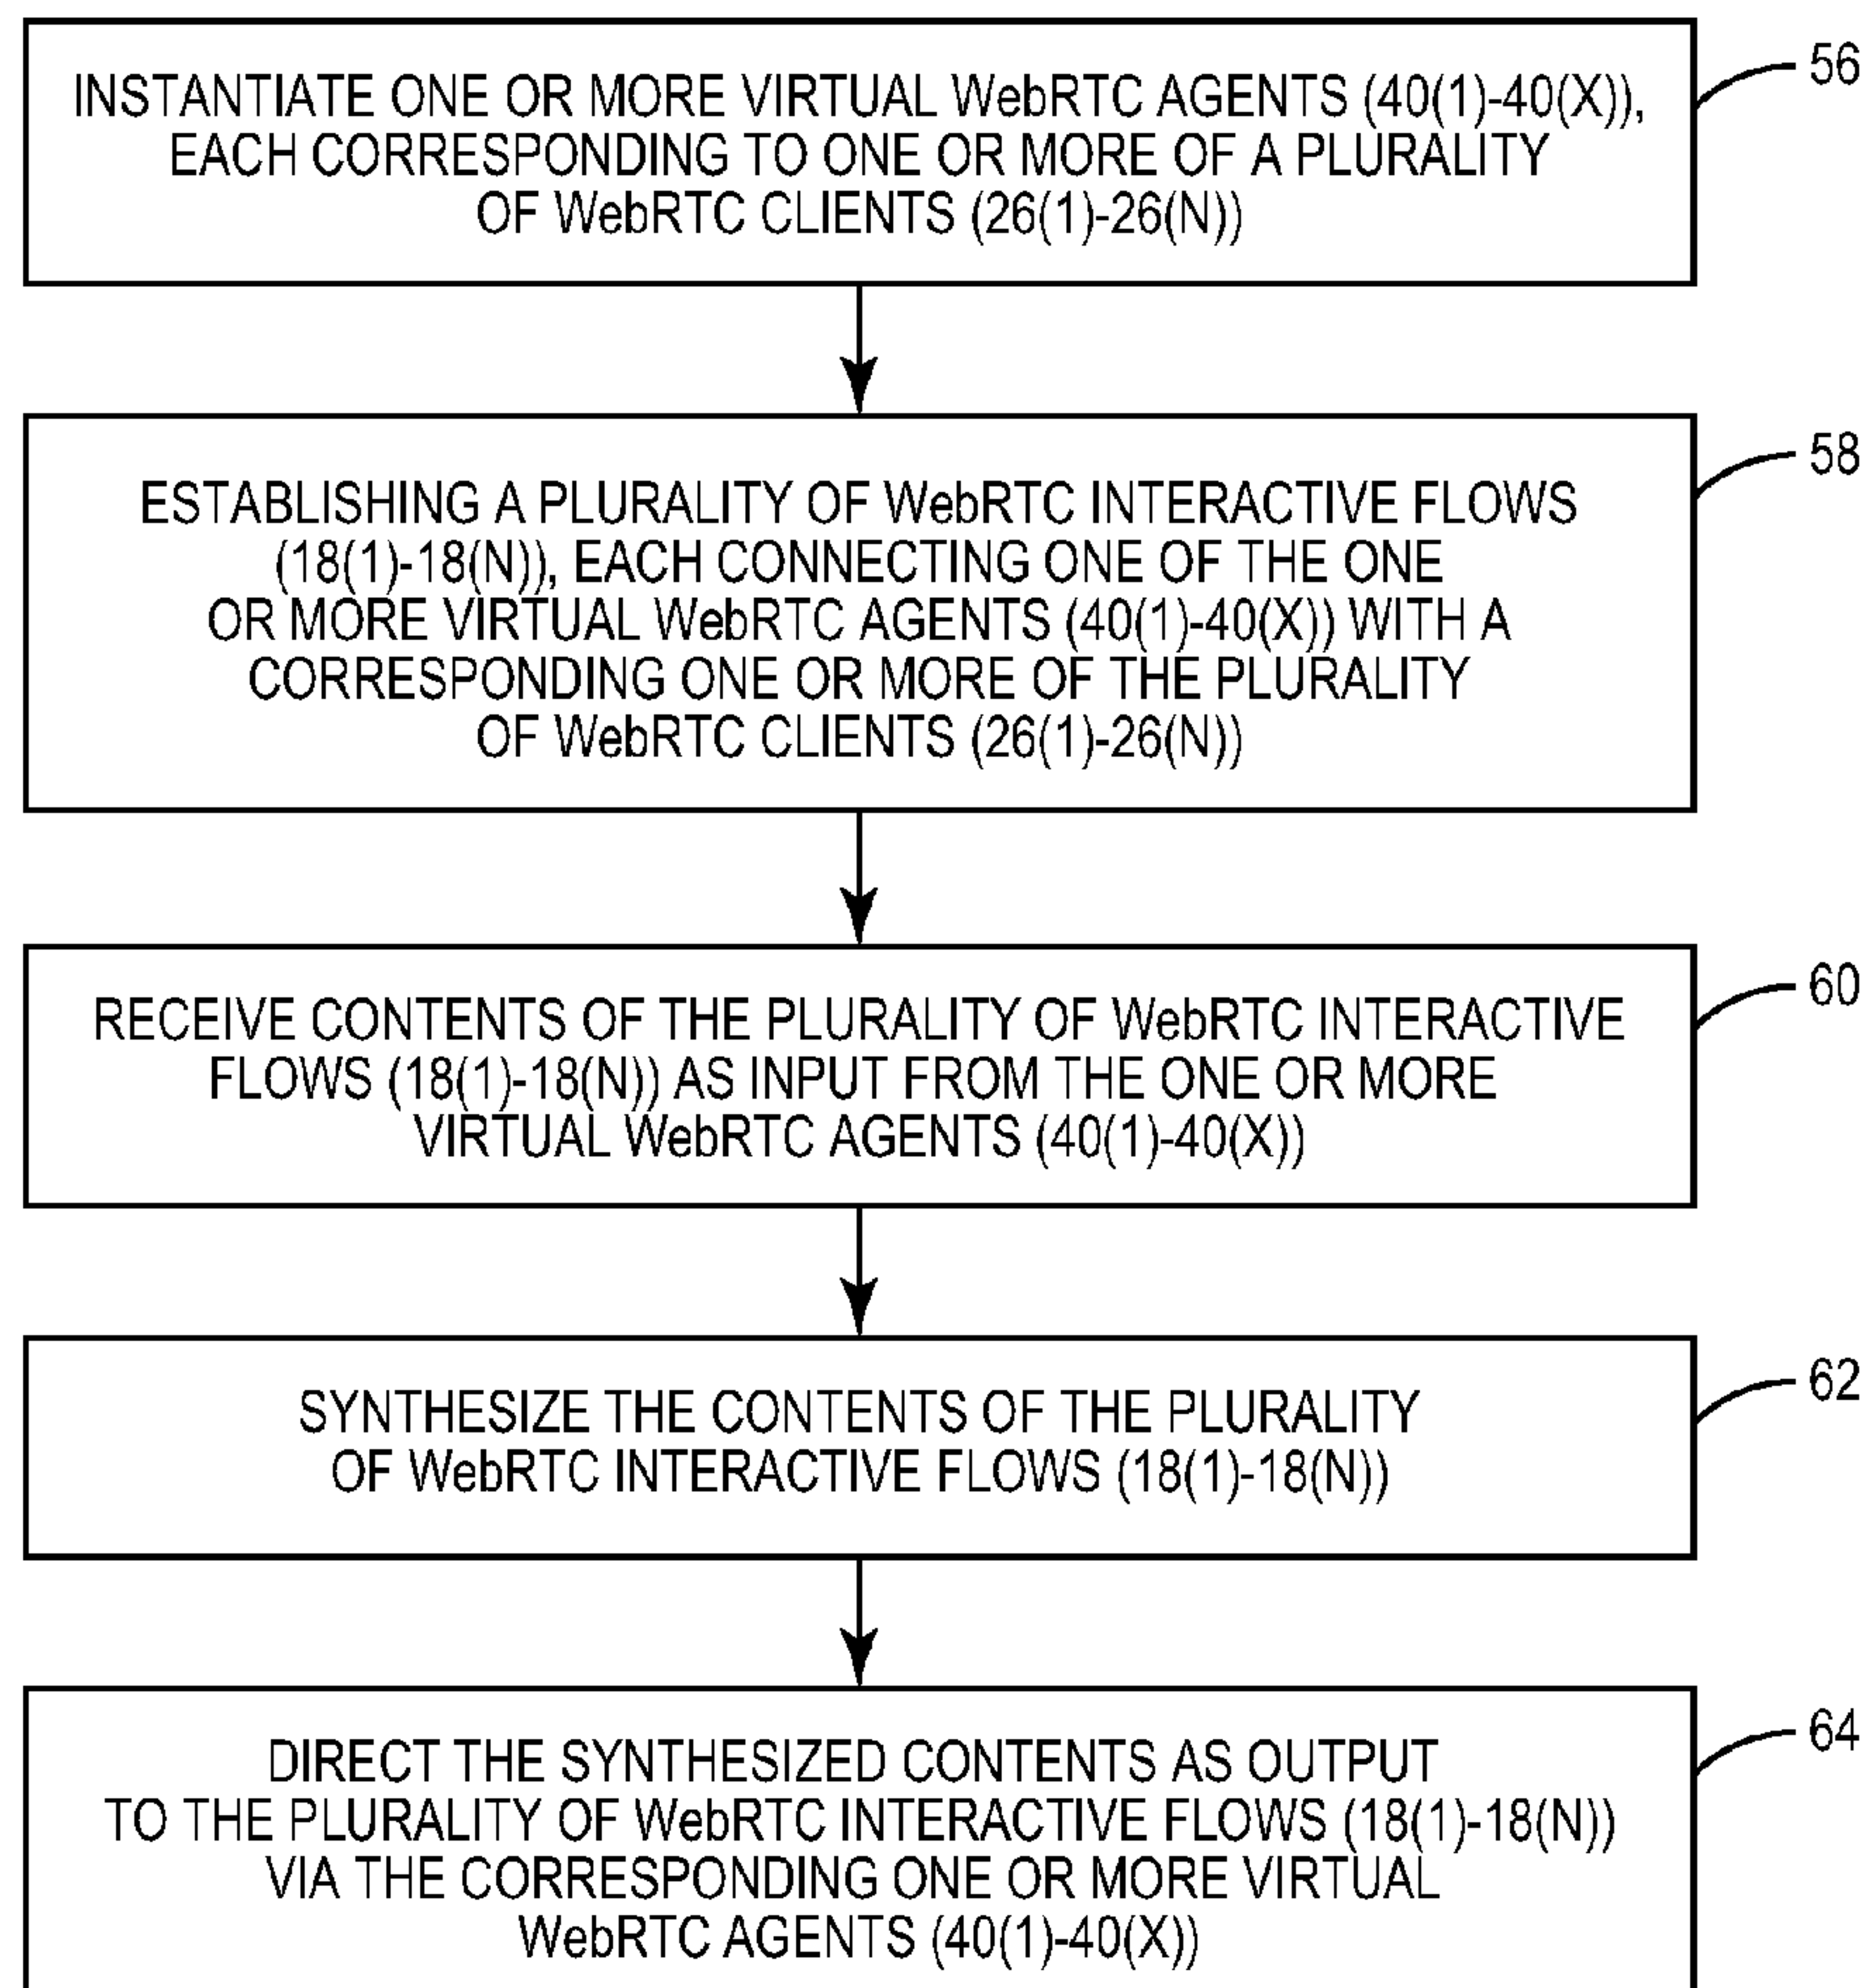 INSTANTIATE ONE OR MORE VIRTUAL WebRTC AGENTS (40(1)-40(X)),
EACH CORRESPONDING TO ONE OR MORE OF A PLURALITY
OF WebRTC CLIENTS (26(1)-26(N))
56
ESTABLISHING A PLURALITY OF WebRTC INTERACTIVE FLOWS
(18(1)-18(N)), EACH CONNECTING ONE OF THE ONE
OR MORE VIRTUAL WebRTC AGENTS (40(1)-40(X)) WITH A
CORRESPONDING ONE OR MORE OF THE PLURALITY
OF WebRTC CLIENTS (26(1)-26(N))
58
RECEIVE CONTENTS OF THE PLURALITY OF WebRTC INTERACTIVE
FLOWS (18(1)-18(N)) AS INPUT FROM THE ONE OR MORE
VIRTUAL WebRTC AGENTS (40(1)-40(X))
60
SYNTHESIZE THE CONTENTS OF THE PLURALITY
OF WebRTC INTERACTIVE FLOWS (18(1)-18(N))
62
DIRECT THE SYNTHESIZED CONTENTS AS OUTPUT
TO THE PLURALITY OF WebRTC INTERACTIVE FLOWS (18(1)-18(N))
VIA THE CORRESPONDING ONE OR MORE VIRTUAL
WebRTC AGENTS (40(1)-40(X))
64